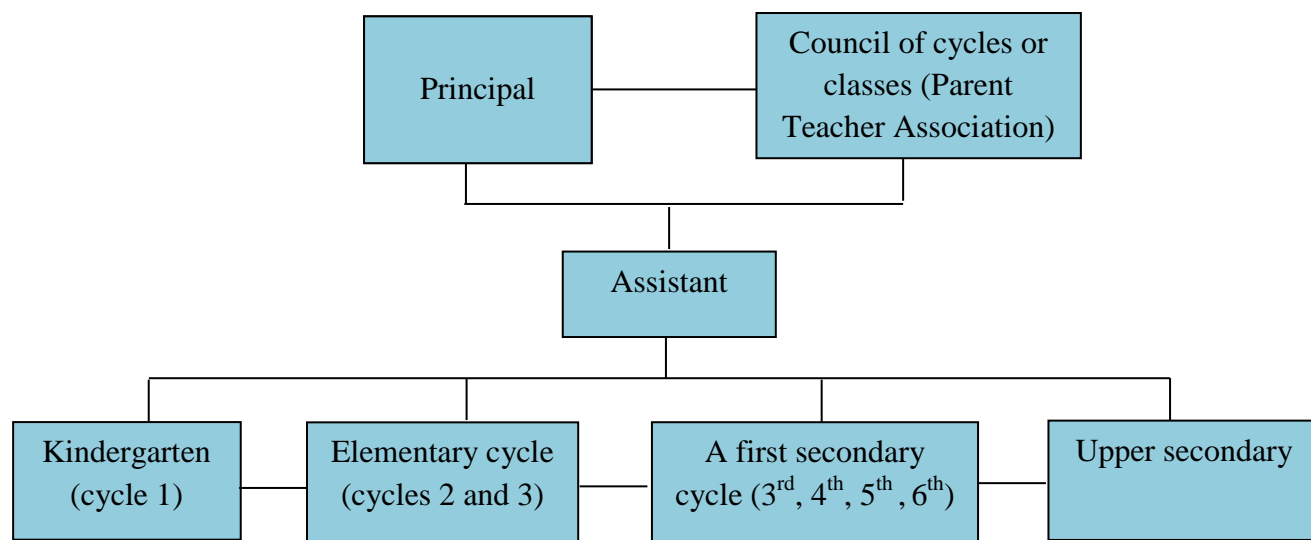 Principal
Council of cycles or
classes (Parent
Teacher Association)
Assistant
Kindergarten
(cycle 1)
Elementary cycle
(cycles 2 and 3)
A first secondary
cycle (3rd, 4th, 5th , 6th)
Upper secondary